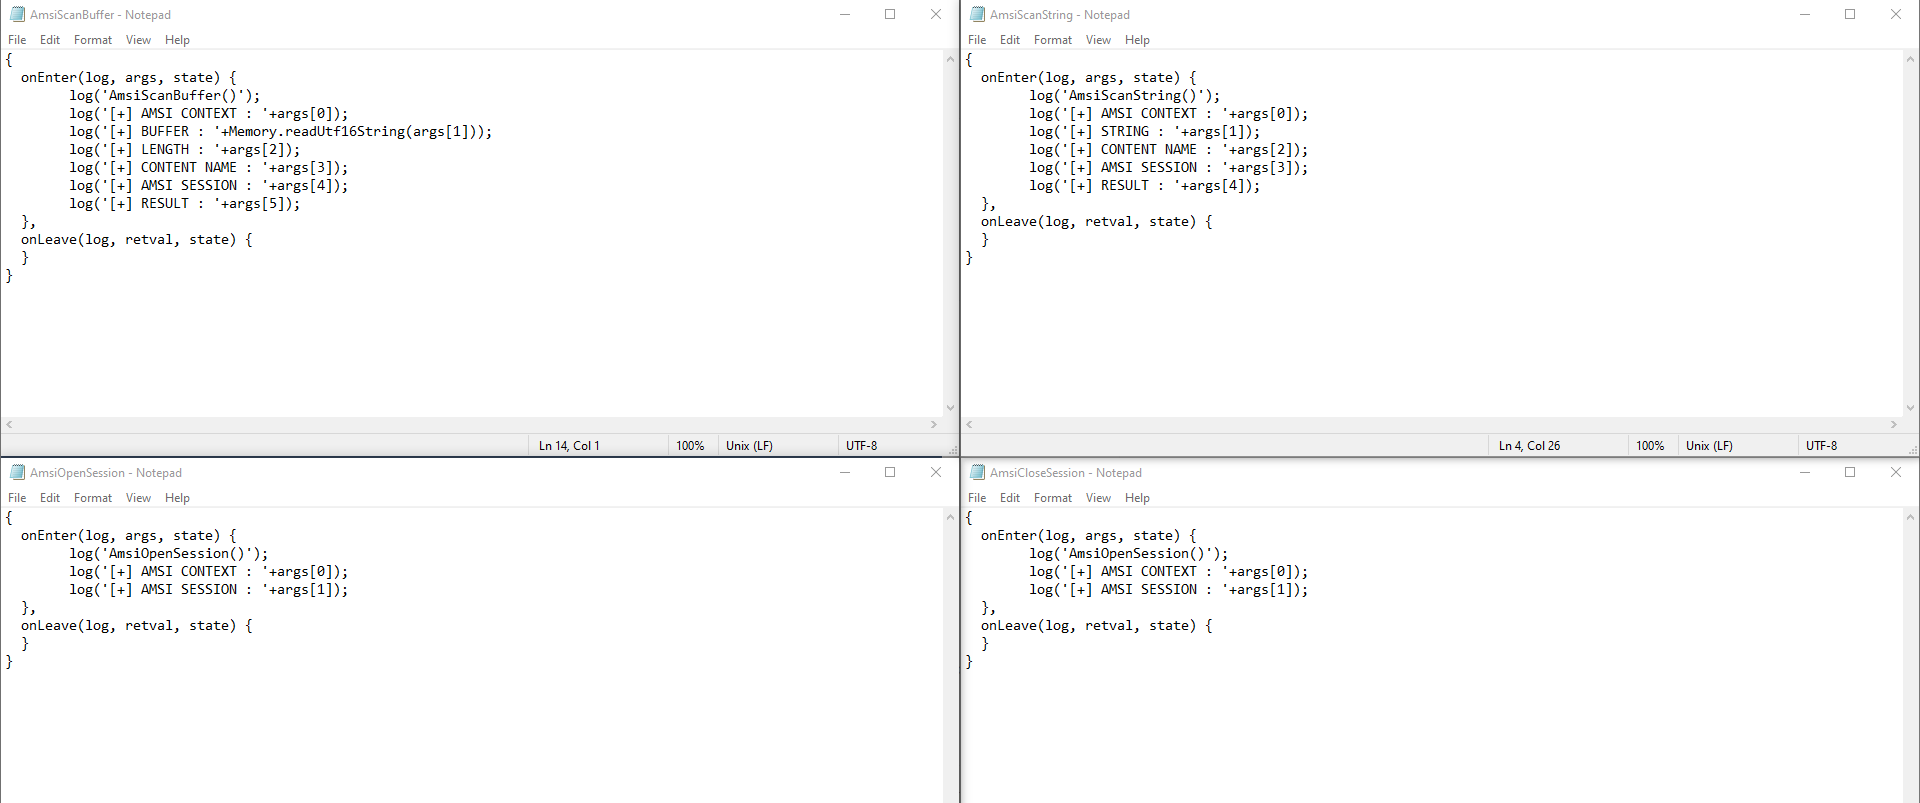 AmsiScanBuffer - Notepad
File Edit Format View Help
{
  onEnter(log, args, state) {
        log('AmsiScanBuffer()');
        log('[+] AMSI CONTEXT : '+args[0]);
        log('[+] BUFFER : '+Memory.readUtf16String(args[1]));
        log('[+] LENGTH : '+args[2]);
        log('[+] CONTENT NAME : '+args[3]);
        log('[+] AMSI SESSION : '+args[4]);
        log('[+] RESULT : '+args[5]);
  },
  onLeave(log, retval, state) {
  }
}
Ln 14, Col 1 100% Unix (LF) UTF-8
AmsiScanString - Notepad
File Edit Format View Help
{
  onEnter(log, args, state) {
        log('AmsiScanString()');
        log('[+] AMSI CONTEXT : '+args[0]);
        log('[+] STRING : '+args[1]);
        log('[+] CONTENT NAME : '+args[2]);
        log('[+] AMSI SESSION : '+args[3]);
        log('[+] RESULT : '+args[4]);
  },
  onLeave(log, retval, state) {
  }
}
Ln 4, Col 26 100% Unix (LF) UTF-8
AmsiOpenSession - Notepad
File Edit Format View Help
{
  onEnter(log, args, state) {
        log('AmsiOpenSession()');
        log('[+] AMSI CONTEXT : '+args[0]);
        log('[+] AMSI SESSION : '+args[1]);
  },
  onLeave(log, retval, state) {
  }
}
AmsiCloseSession - Notepad
File Edit Format View Help
{
  onEnter(log, args, state) {
        log('AmsiOpenSession()');
        log('[+] AMSI CONTEXT : '+args[0]);
        log('[+] AMSI SESSION : '+args[1]);
  },
  onLeave(log, retval, state) {
  }
}